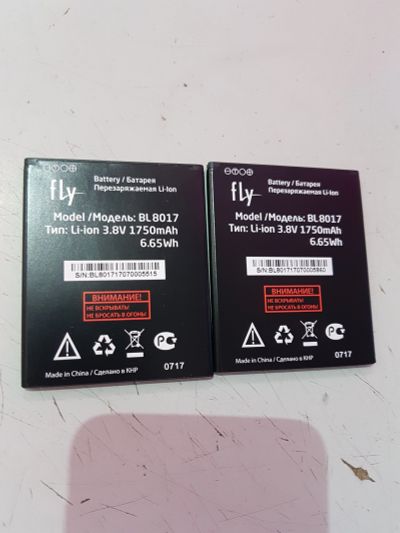 fly
Battery / Батарея
Перезаряжаемая Li-Ion
Model /Модель: BL8017
Тип: Li-ion 3.8V 1750mAh
6.65Wh
S/N:BL801717070005515
ВНИМАНИЕ!
НЕ ВСКРЫВАТЬ!
НЕ БРОСАТЬ В ОГОНЬ!
0717
Made in China / Сделано в КНР
fly
Battery / Батарея
Перезаряжаемая Li-Ion
Model /Модель: BL8017
Тип: Li-ion 3.8V 1750mAh
6.65Wh
S/N:BL801717070005860
ВНИМАНИЕ!
НЕ ВСКРЫВАТЬ!
НЕ БРОСАТЬ В ОГОНЬ!
0717
Made in China / Сделано в КНР